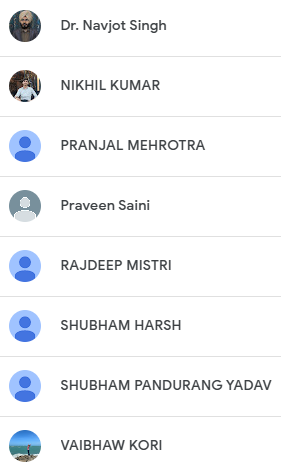 Dr. Navjot Singh
NIKHIL KUMAR
PRANJAL MEHROTRA
Praveen Saini
RAJDEEP MISTRI
SHUBHAM HARSH
SHUBHAM PANDURANG YADAV
VAIBHAW KORI